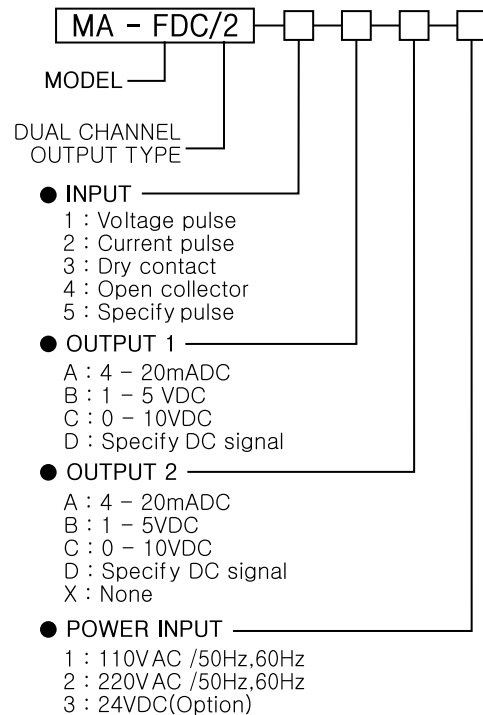 MA - FDC/2
MODEL
DUAL CHANNEL
OUTPUT TYPE
● INPUT
1 : Voltage pulse
2 : Current pulse
3 : Dry contact
4 : Open collector
5 : Specify pulse
● OUTPUT 1
A : 4 - 20mADC
B : 1 - 5 VDC
C : 0 - 10VDC
D : Specify DC signal
● OUTPUT 2
A : 4 - 20mADC
B : 1 - 5VDC
C : 0 - 10VDC
D : Specify DC signal
X : None
● POWER INPUT
1 : 110VAC /50Hz,60Hz
2 : 220VAC /50Hz,60Hz
3 : 24VDC(Option)